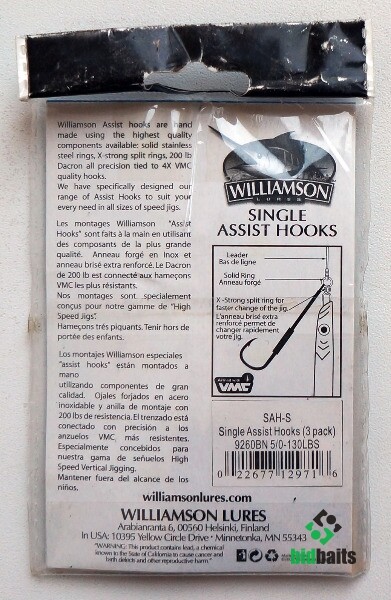 Williamson Assist hooks are hand
made using the highest quality
components available: solid stainless
steel rings, X-strong split rings, 200 lb
Dacron all precision tied to 4X VMC
quality hooks.
We have specifically designed our
range of Assist Hooks to suit your
every need in all sizes of speed jigs.
Les montages Williamson "Assist
Hooks" sont faits à la main en utilisant
des composants de la plus grande
qualité. Anneau forgé en Inox et
anneau brisé extra renforcé. Le Dacron
de 200 lb est connecté aux hameçons
VMC les plus résistants.
Nos montages sont specialement
conçus pour notre gamme de "High
Speed Jigs".
Hameçons très piquants. Tenir hors de
portée des enfants.
Los montajes Williamson especiales
"assist hooks" están montados a
mano
utilizando componentes de gran
calidad. Ojales forjados en acero
inoxidable y anilla de montaje con
200 lbs de resistencia. El trenzado está
conectado con precisión a los
anzuelos VMC más resistentes.
Especialmente concebidos para
nuestra gama de señuelos High
Speed Vertical Jigging.
Mantener fuera del alcance de los
niños.
WILLIAMSON
LURES
SINGLE
ASSIST HOOKS
Leader
Bas de ligne
Solid Ring
Anneau forgé
X-Strong split ring for
faster change of the jig.
L'anneau brisé extra
renforcé permet de
changer rapidement
votre jig.
Armed with
VMC
SAH-S
Single Assist Hooks (3 pack)
9260BN 5/0-130LBS
0 22677 12971 6
williamsonlures.com
WILLIAMSON LURES
Arabianranta 6, 00560 Helsinki, Finland
In USA: 10395 Yellow Circle Drive • Minnetonka, MN 55343
"WARNING: This product contains lead, a chemical
known to the State of California to cause cancer and
birth defects and other reproductive harm."
CE
bidbaits